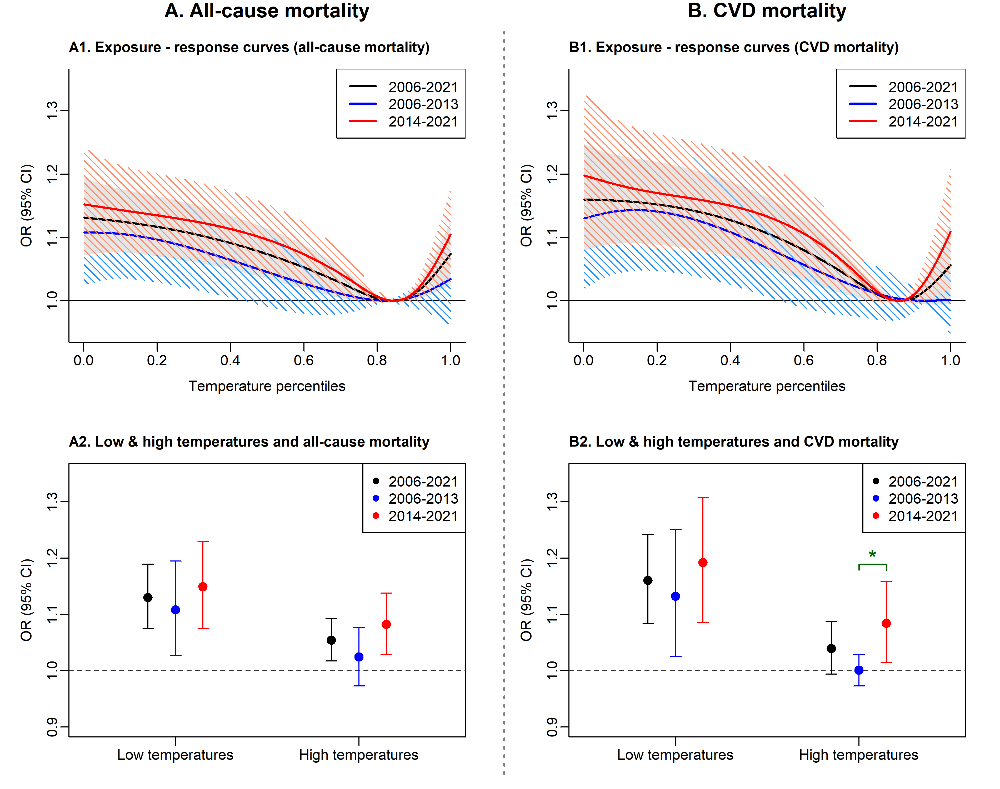 A. All-cause mortality
A1. Exposure - response curves (all-cause mortality)
2006-2021
2006-2013
2014-2021
OR (95% CI)
1.3
1.2
1.1
1.0
0.0 0.2 0.4 0.6 0.8 1.0
Temperature percentiles
A2. Low & high temperatures and all-cause mortality
2006-2021
2006-2013
2014-2021
OR (95% CI)
1.3
1.2
1.1
1.0
0.9
Low temperatures High temperatures
B. CVD mortality
B1. Exposure - response curves (CVD mortality)
2006-2021
2006-2013
2014-2021
OR (95% CI)
1.3
1.2
1.1
1.0
0.0 0.2 0.4 0.6 0.8 1.0
Temperature percentiles
B2. Low & high temperatures and CVD mortality
2006-2021
2006-2013
2014-2021
*
OR (95% CI)
1.3
1.2
1.1
1.0
0.9
Low temperatures High temperatures